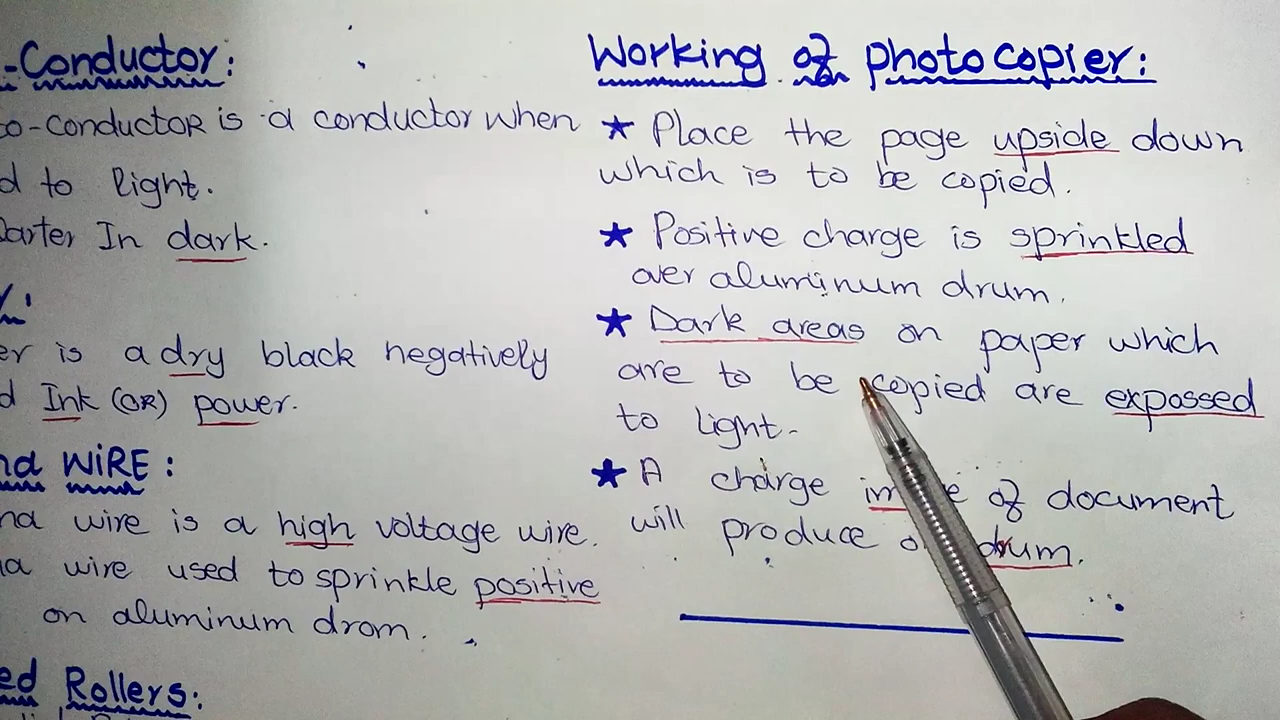 -Conductor:
o-conductor is a conductor when
d to light.
In dark.
er is a dry black negatively
d Ink (OR) power.
nd WiRE:
na wire is a high voltage wire.
na wire used to sprinkle positive
on aluminum drom.
ed Rollers:
Working of photocopier:
★ Place the page upside down
which is to be copied.
★ Positive charge is sprinkled
over aluminum drum.
★ Dark areas on paper which
are to be copied are expossed
to light.
★ A charge of document
will produce drum.